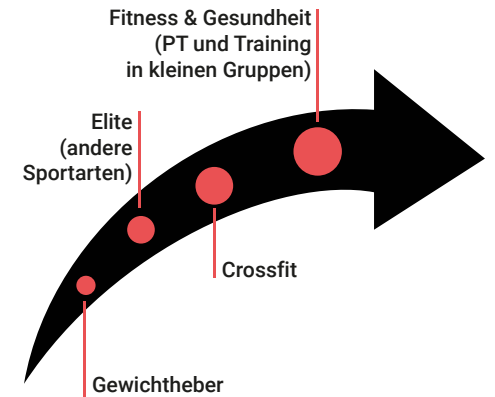 Fitness & Gesundheit
(PT und Training
in kleinen Gruppen)
Elite
(andere
Sportarten)
Crossfit
Gewichtheber